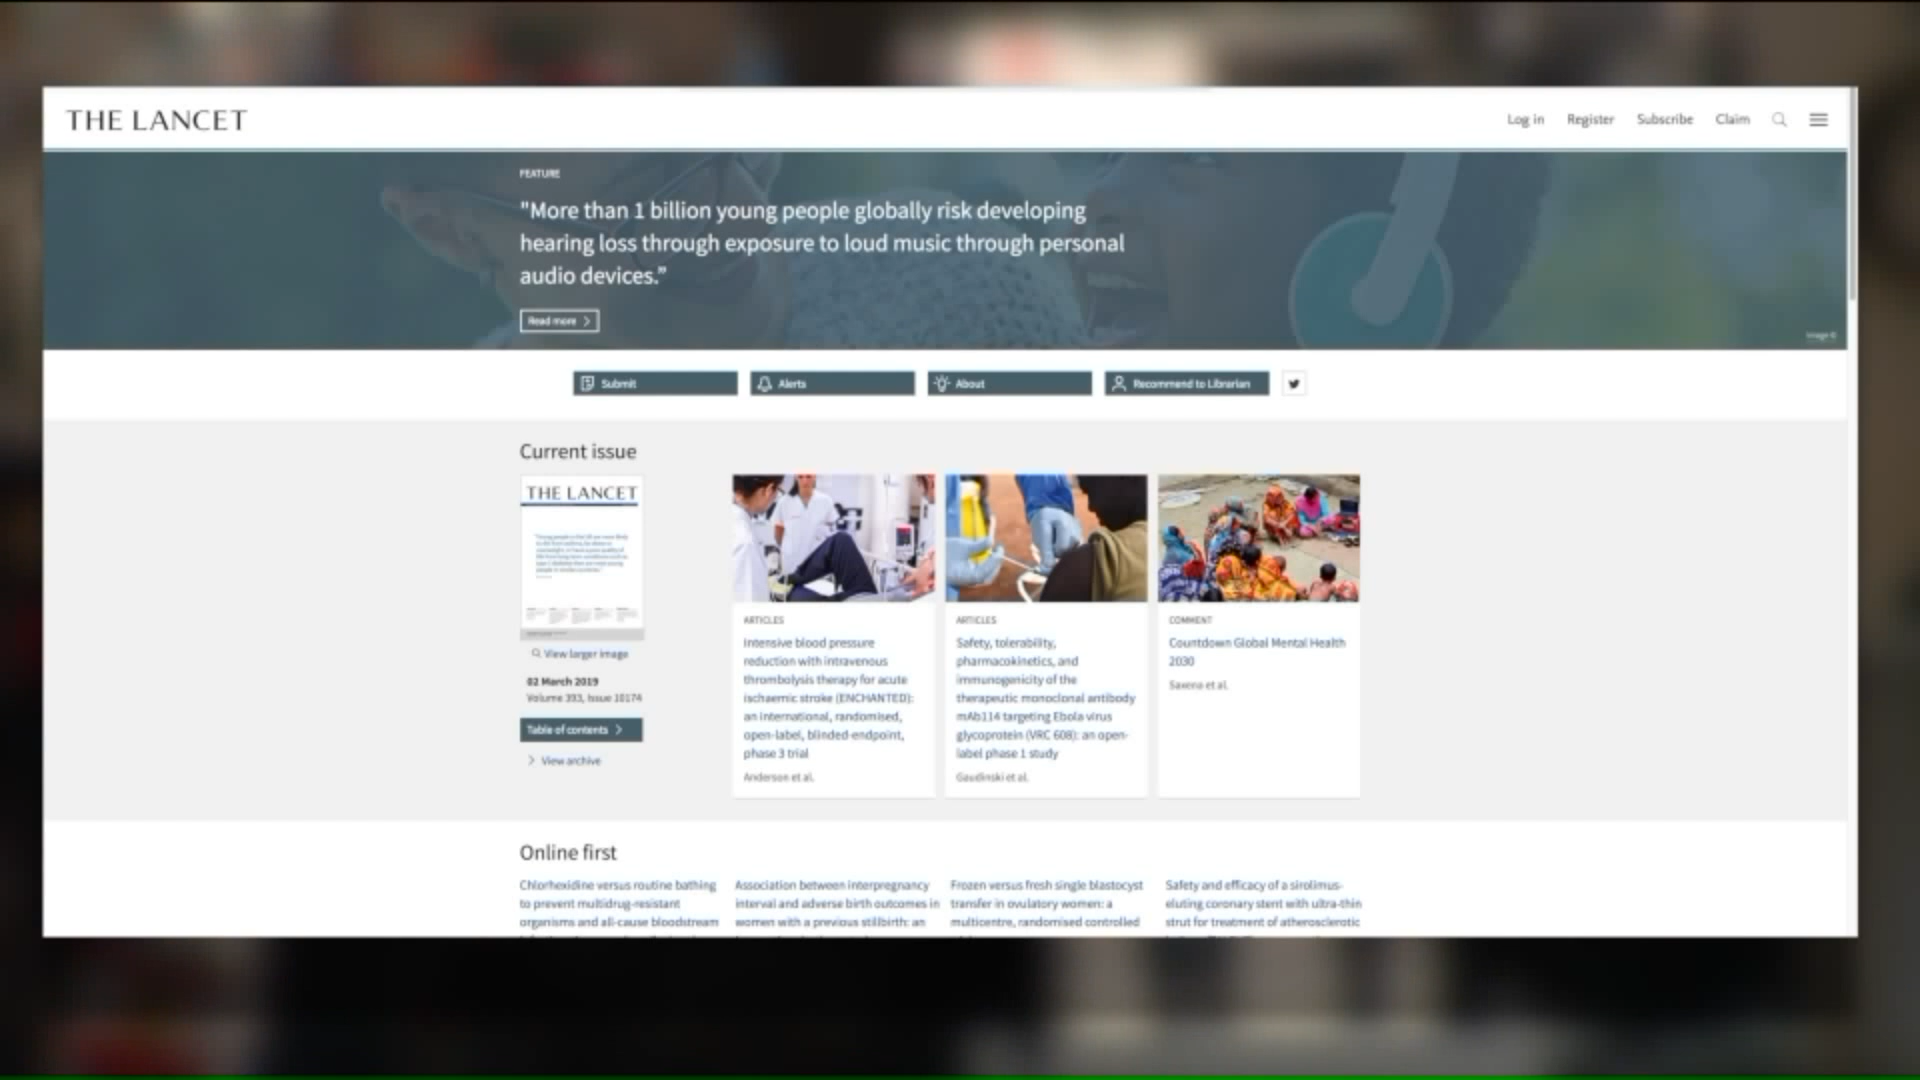 THE LANCET
Log in
Register
Subscribe
Claim
FEATURE
"More than 1 billion young people globally risk developing
hearing loss through exposure to loud music through personal
audio devices.”
Read more
Image ©
Submit
Alerts
About
Recommend to Librarian
Current issue
THE LANCET
View larger image
02 March 2019
Volume 393, Issue 10174
Table of contents
View archive
ARTICLES
Intensive blood pressure
reduction with intravenous
thrombolysis therapy for acute
ischaemic stroke (ENCHANTED):
an international, randomised,
open-label, blinded-endpoint,
phase 3 trial
Anderson et al.
ARTICLES
Safety, tolerability,
pharmacokinetics, and
immunogenicity of the
therapeutic monoclonal antibody
mAb114 targeting Ebola virus
glycoprotein (VRC 608): an open-
label phase 1 study
Gaudinski et al.
COMMENT
Countdown Global Mental Health
2030
Saxena et al.
Online first
Chlorhexidine versus routine bathing
to prevent multidrug-resistant
organisms and all-cause bloodstream
Association between interpregnancy
interval and adverse birth outcomes in
women with a previous stillbirth: an
Frozen versus fresh single blastocyst
transfer in ovulatory women: a
multicentre, randomised controlled
Safety and efficacy of a sirolimus-
eluting coronary stent with ultra-thin
strut for treatment of atherosclerotic